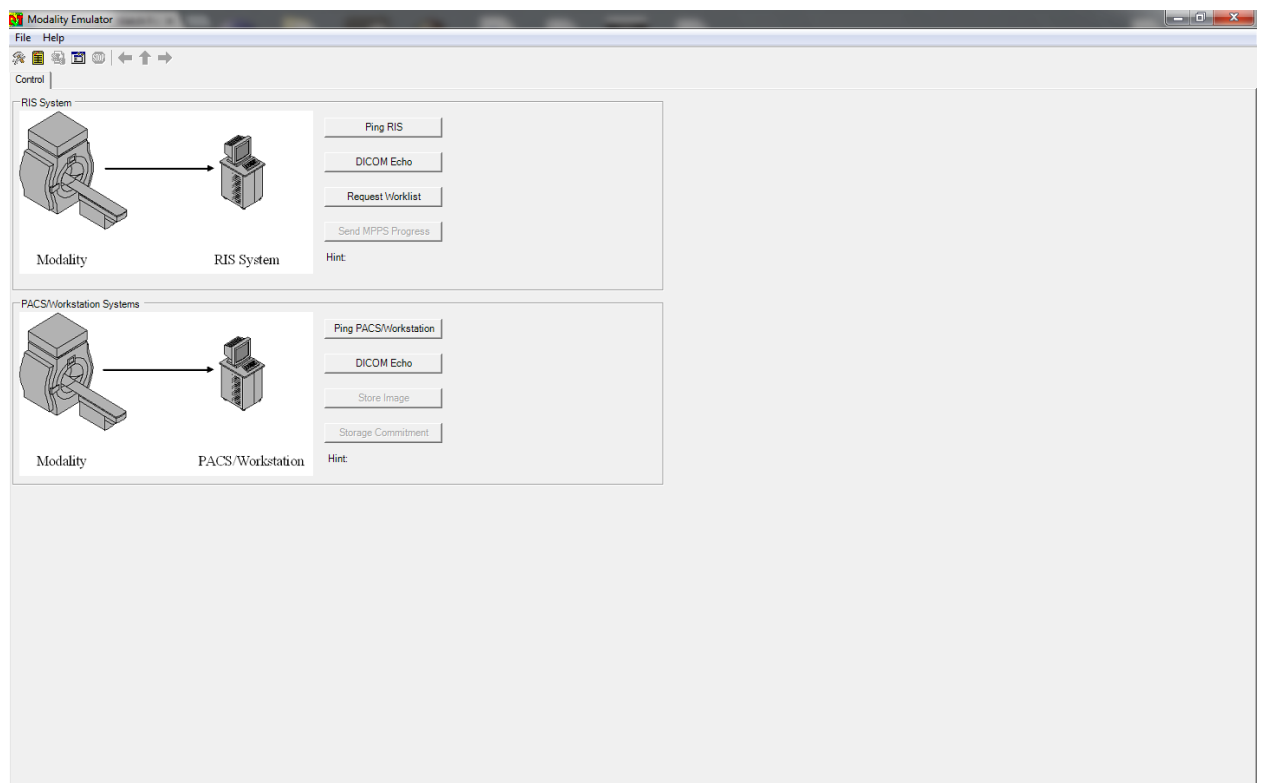 Modality Emulator
File Help
Control
RIS System
Ping RIS
DICOM Echo
Request Worklist
Send MPPS Progress
Modality RIS System Hint:
PACS/Workstation Systems
Ping PACS/Workstation
DICOM Echo
Store Image
Storage Commitment
Modality PACS/Workstation Hint: